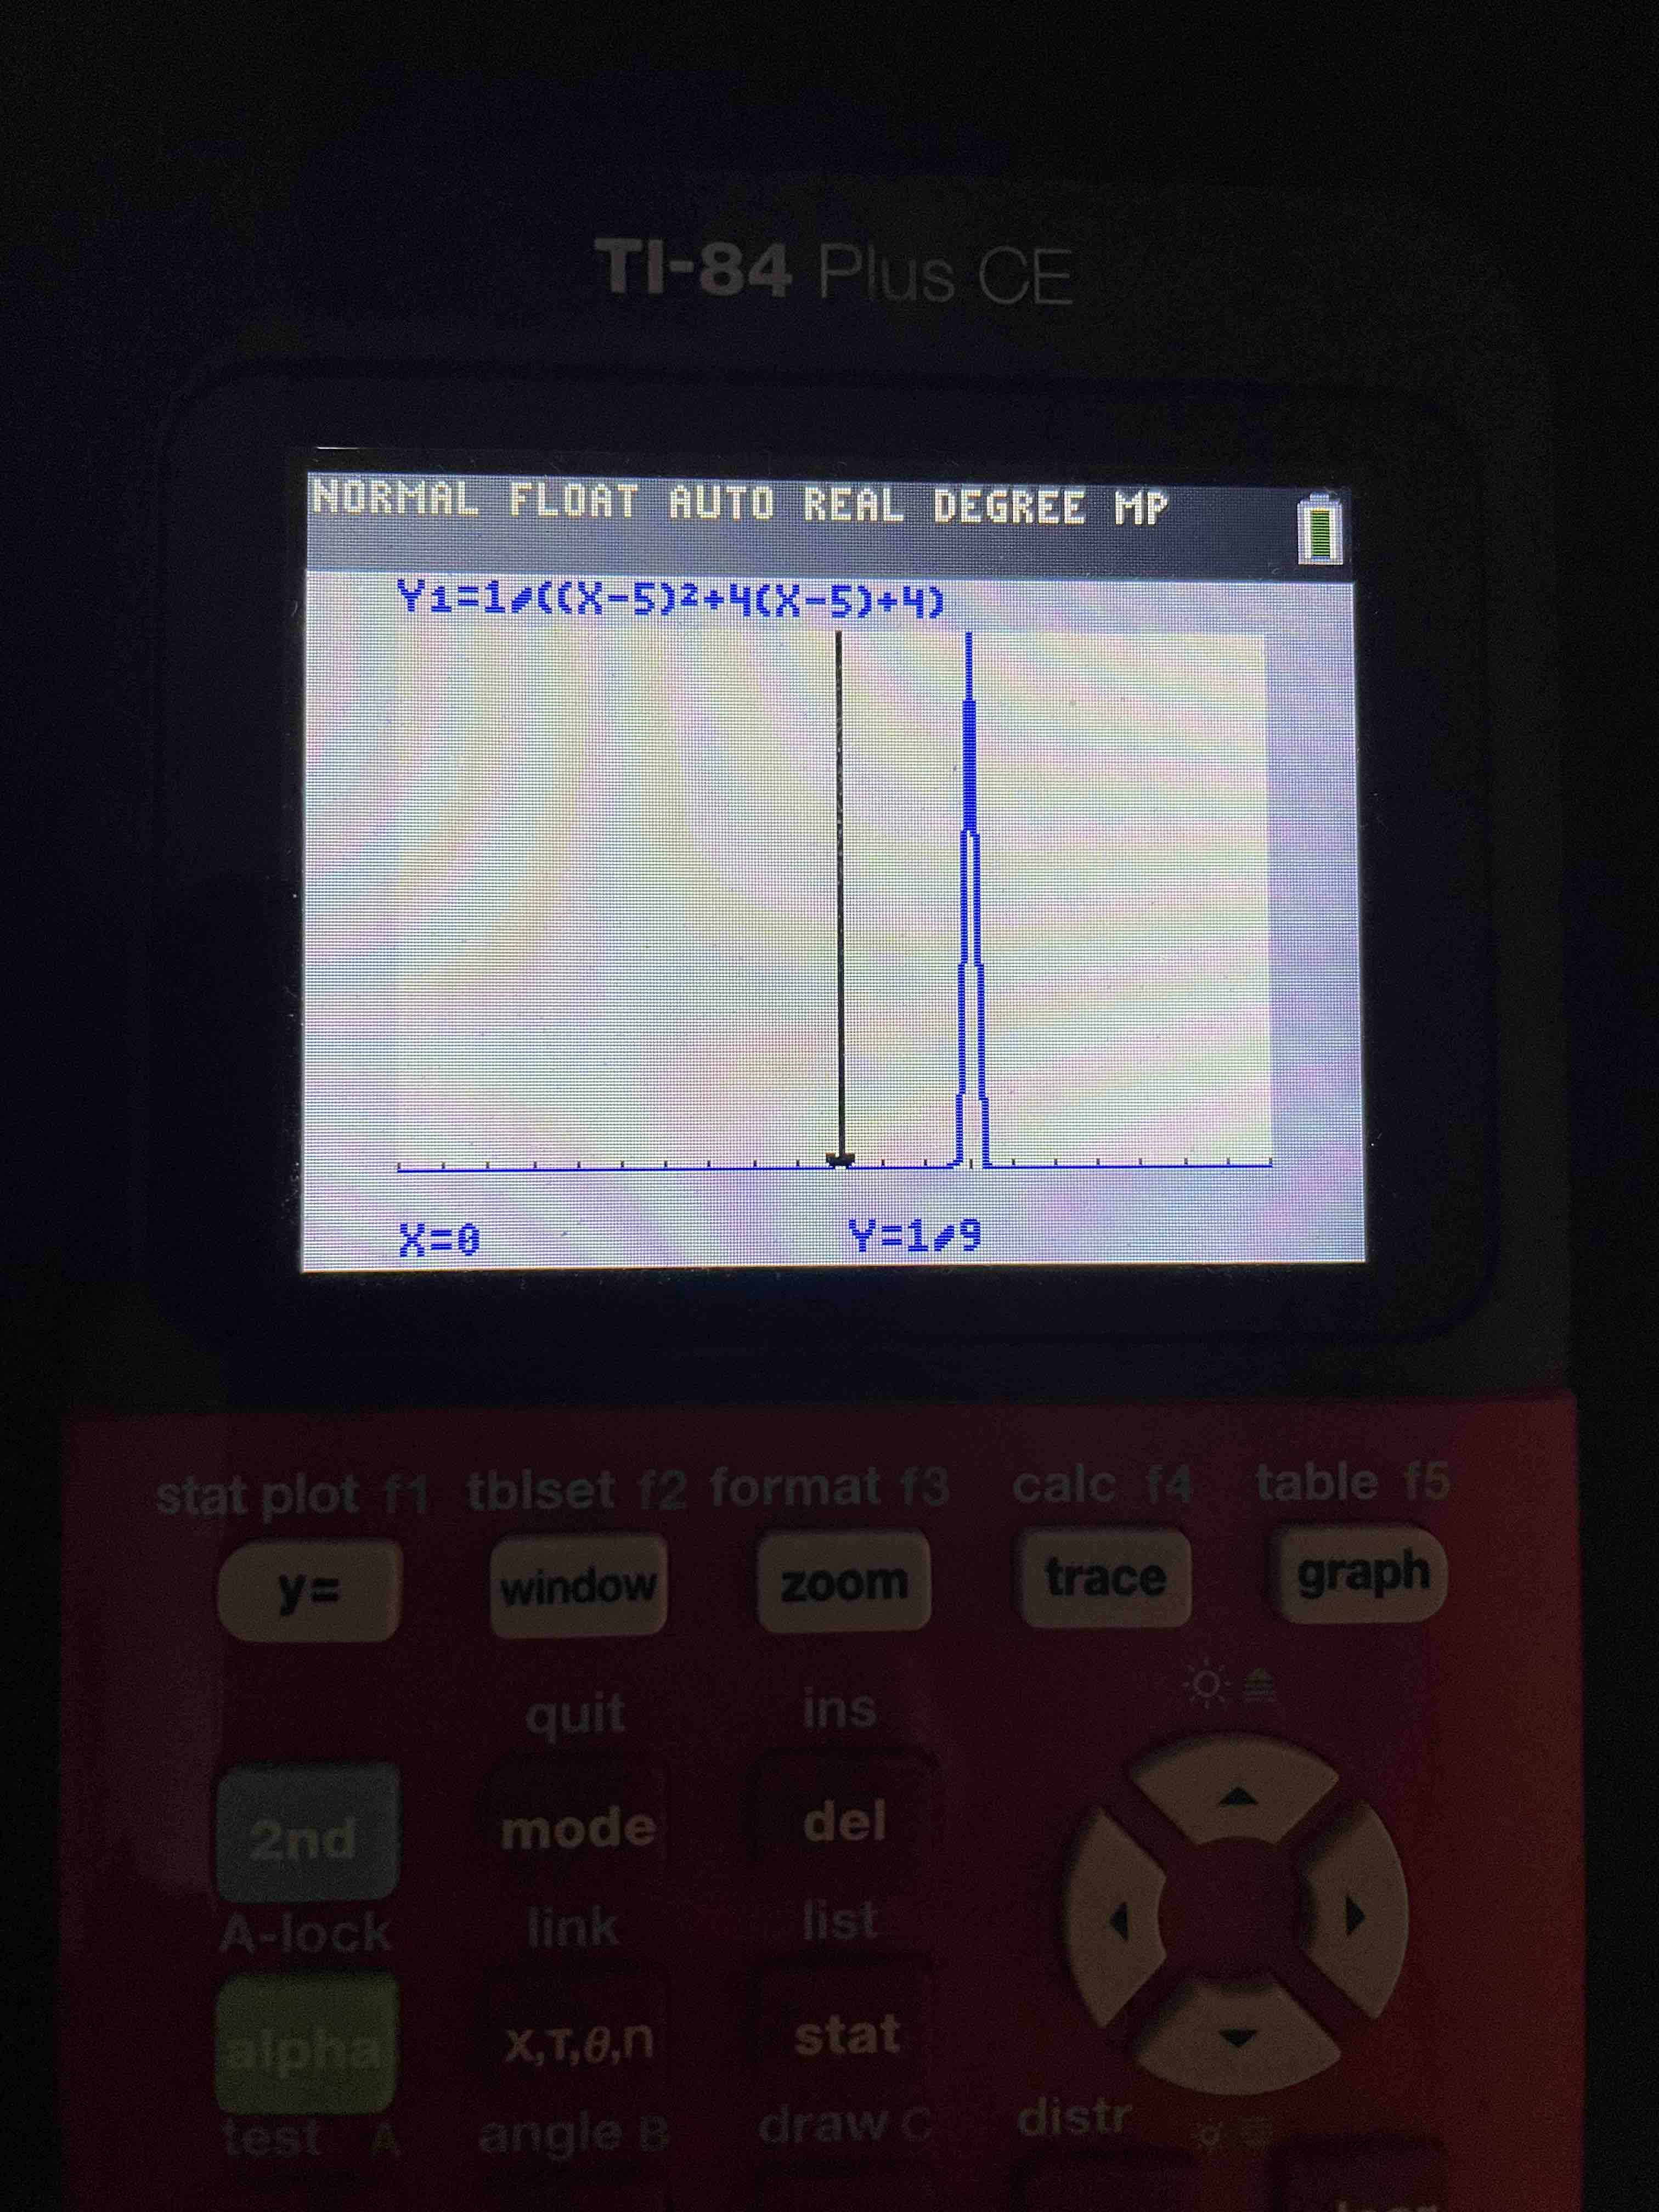 TI-84 Plus CE
NORMAL FLOAT AUTO REAL DEGREE MP
Y1=1/((X-5)²+4(X-5)+4)
X=0 Y=1/9
stat plot f1 tblset f2 format f3 calc f4 table f5
y= window zoom trace graph
quit ins
2nd mode del
A-lock link list
alpha X,T,θ,n stat
test A angle B draw C distr